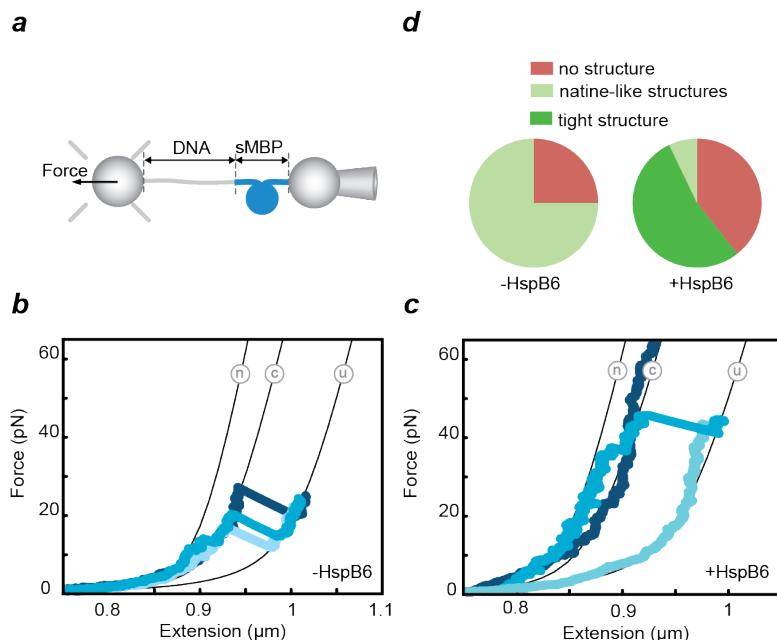 a
DNA
sMBP
Force
d
no structure
natine-like structures
tight structure
-HspB6
+HspB6
b
60
40
20
0
Force (pN)
n
c
u
-HspB6
0.8
0.9
1
1.1
Extension (μm)
c
60
40
20
0
Force (pN)
n
c
u
+HspB6
0.8
0.9
1
Extension (μm)